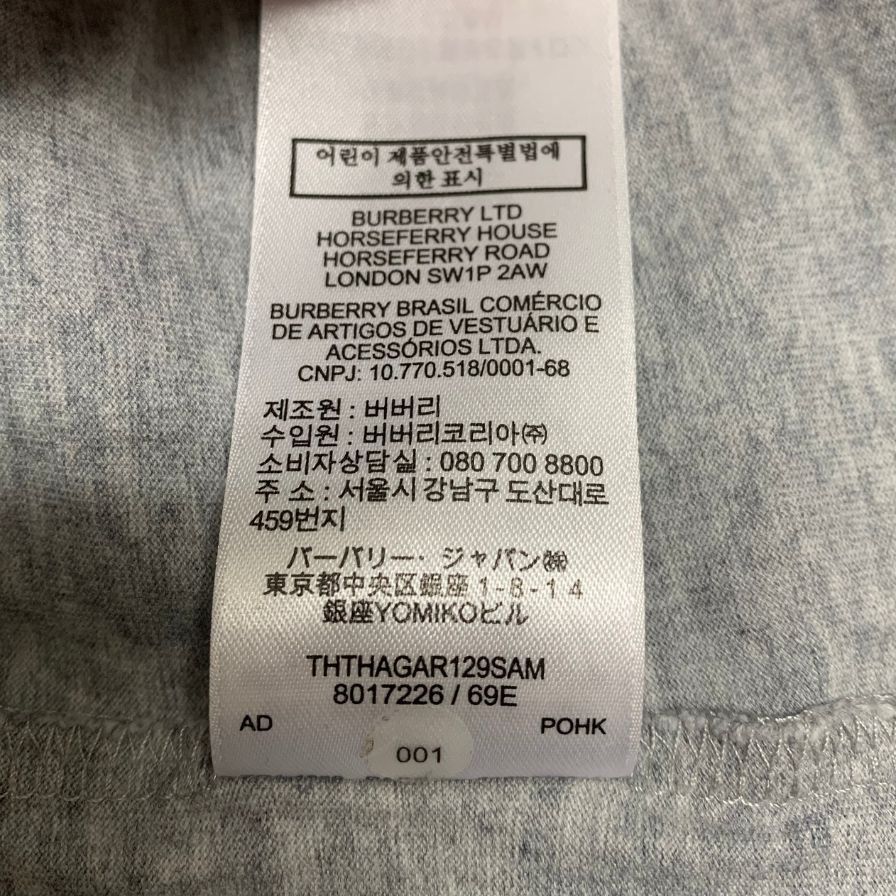 어린이 제품안전특별법에
의한 표시
BURBERRY LTD
HORSEFERRY HOUSE
HORSEFERRY ROAD
LONDON SW1P 2AW
BURBERRY BRASIL COMÉRCIO
DE ARTIGOS DE VESTUÁRIO E
ACESSÓRIOS LTDA.
CNPJ: 10.770.518/0001-68
제조원 : 버버리
수입원 : 버버리코리아㈜
소비자상담실 : 080 700 8800
주 소 : 서울시 강남구 도산대로
459번지
バーバリー・ジャパン㈱
東京都中央区銀座1-8-14
銀座YOMIKOビル
THTHAGAR129SAM
8017226 / 69E
AD POHK
001